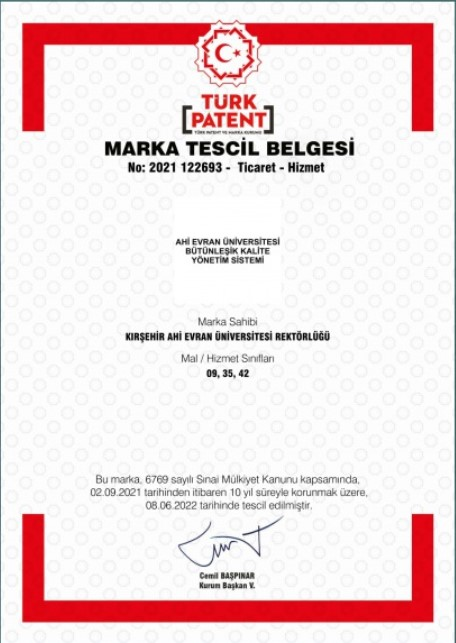 TÜRK
PATENT
TÜRK PATENT VE MARKA KURUMU
MARKA TESCİL BELGESİ
No: 2021 122693 - Ticaret - Hizmet
AHİ EVRAN ÜNİVERSİTESİ
BÜTÜNLEŞİK KALİTE
YÖNETİM SİSTEMİ
Marka Sahibi
KIRŞEHİR AHİ EVRAN ÜNİVERSİTESİ REKTÖRLÜĞÜ
Mal / Hizmet Sınıfları
09, 35, 42
Bu marka, 6769 sayılı Sınai Mülkiyet Kanunu kapsamında,
02.09.2021 tarihinden itibaren 10 yıl süreyle korunmak üzere,
08.06.2022 tarihinde tescil edilmiştir.
Cemil BAŞPINAR
Kurum Başkan V.